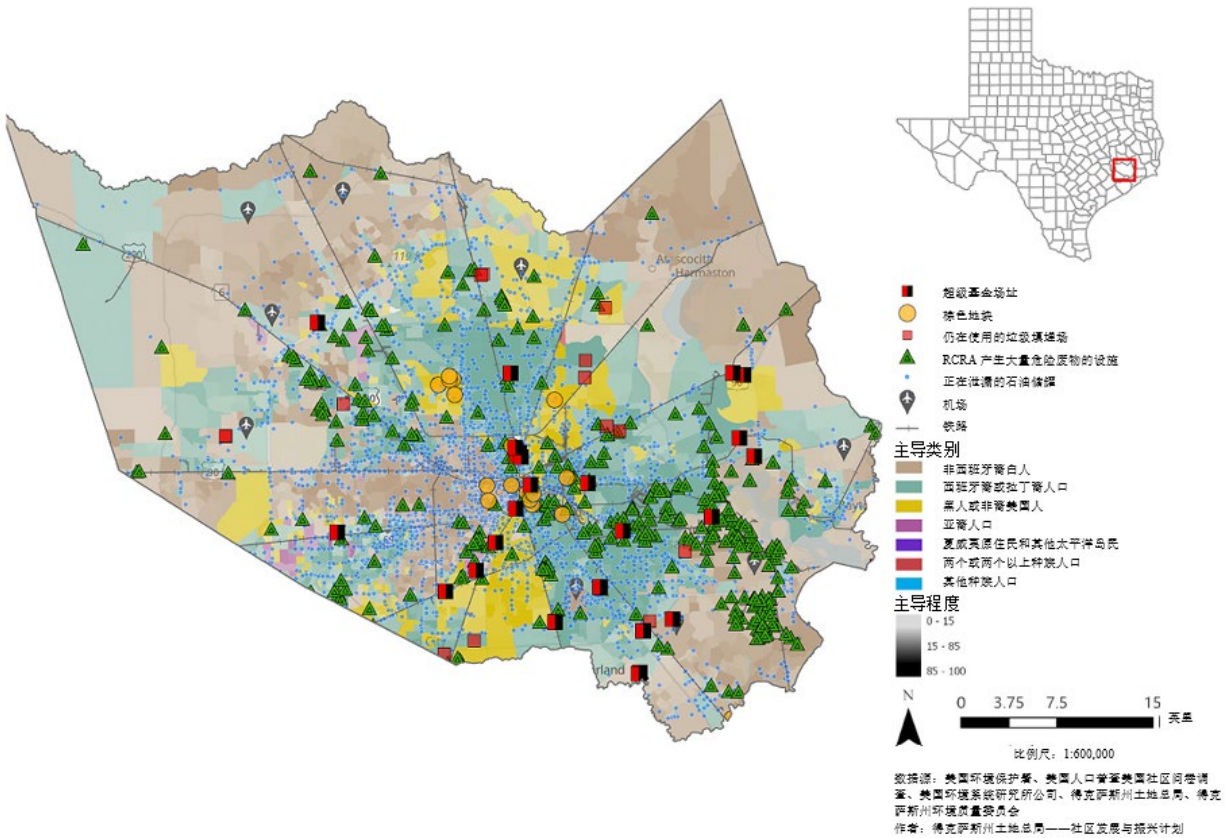 Harmaston
超级基金场址
棕色地块
仍在使用的垃圾填埋场
RCRA 产生大量危险废物的设施
正在泄漏的石油储罐
机场
铁路
主导类别
非西班牙裔白人
西班牙裔或拉丁裔人口
黑人或非裔美国人
亚裔人口
夏威夷原住民和其他太平洋岛民
两个或两个以上种族人口
其他种族人口
主导程度
0 - 15
15 - 85
85 - 100
rland
N
0 3.75 7.5 15
英里
比例尺：1:600,000
数据源：美国环境保护署、美国人口普查美国社区问卷调
查、美国环境系统研究所公司、得克萨斯州土地总局、得克
萨斯州环境质量委员会
作者：得克萨斯州土地总局——社区发展与振兴计划